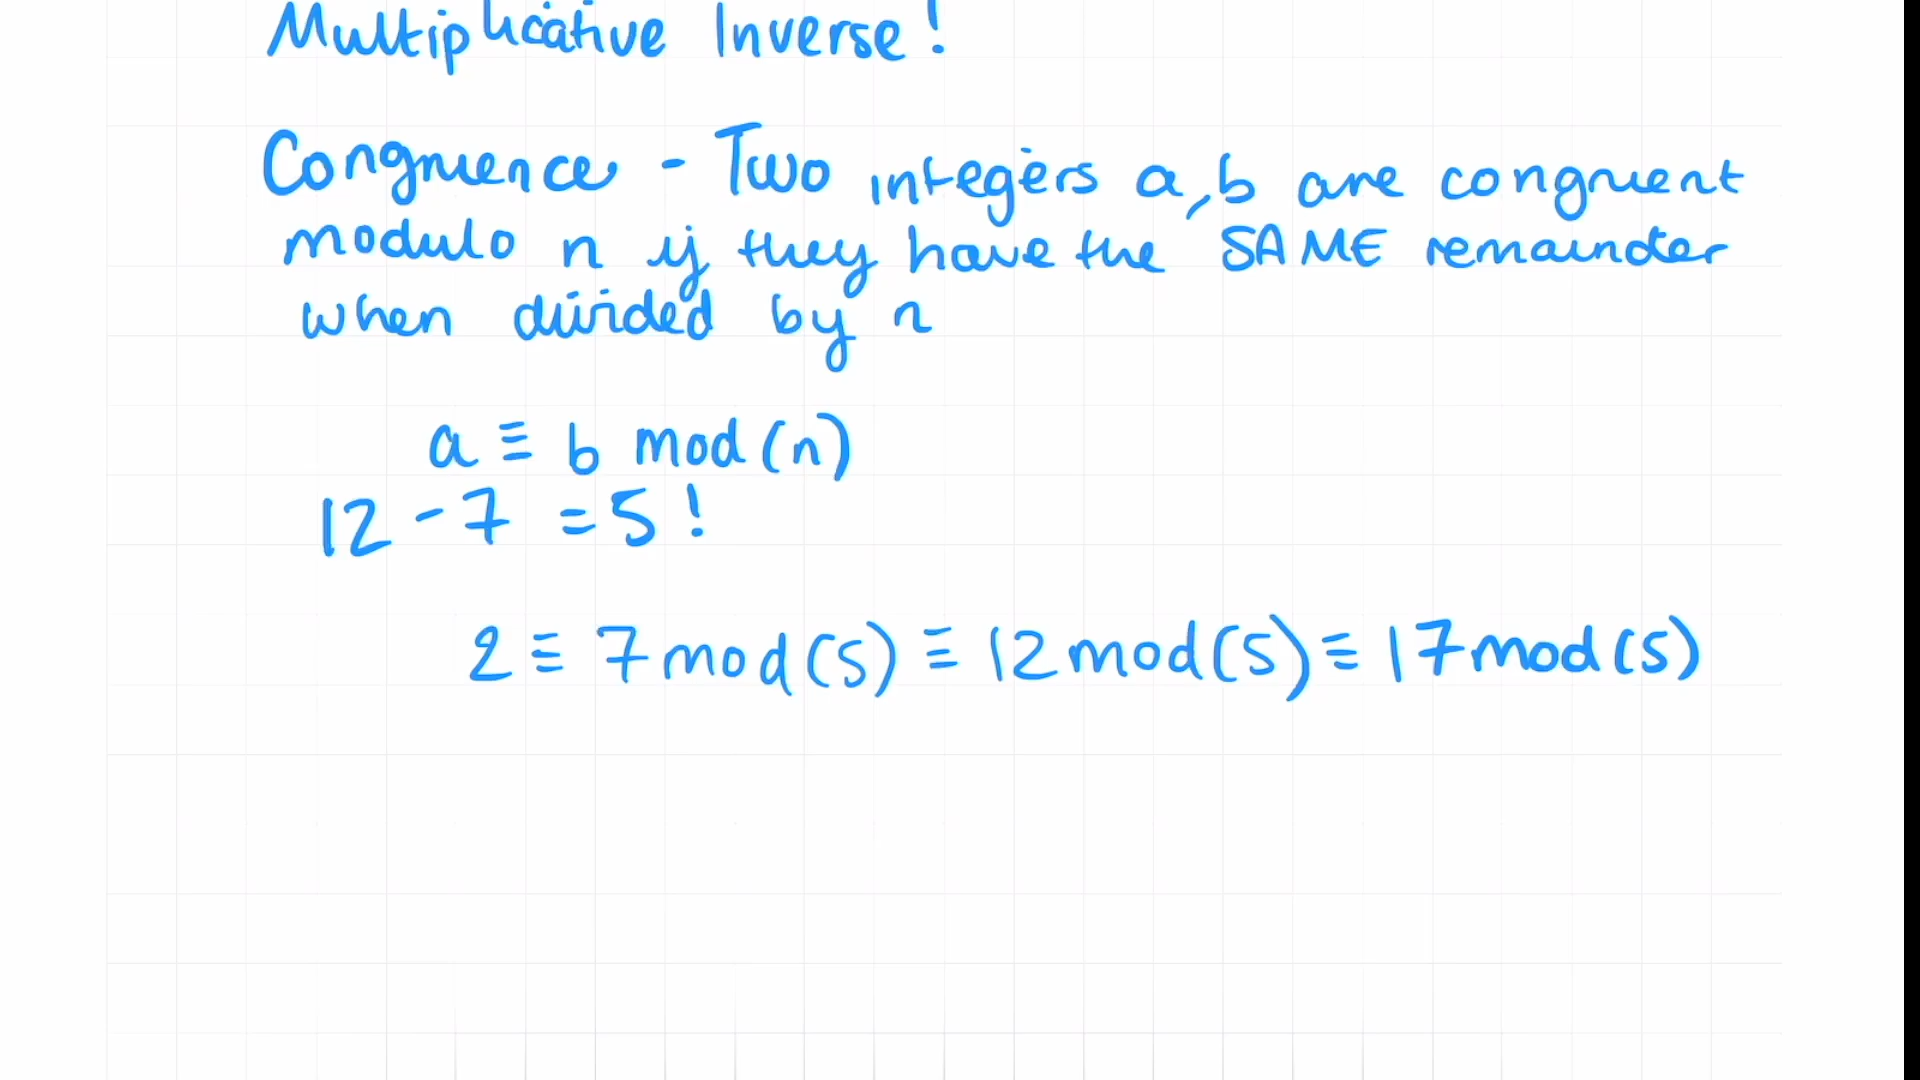 Multiplicative Inverse!
Congruence - Two integers a,b are congruent
modulo n if they have the SAME remainder
when divided by n
a ≡ b mod(n)
12 - 7 = 5!
2 ≡ 7 mod(5) ≡ 12 mod(5) ≡ 17 mod(5)